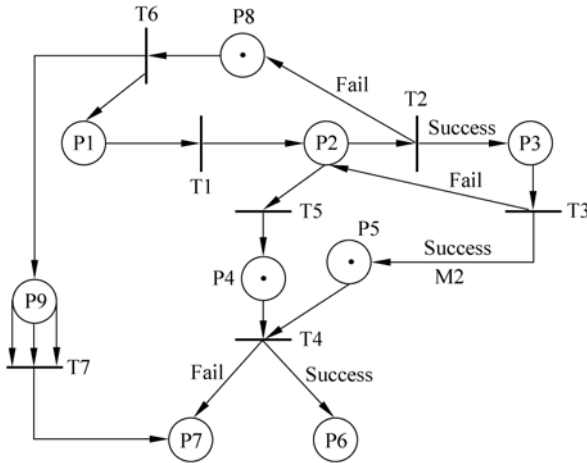 T6
P8
Fail
T2
Success
P1
P2
P3
T1
Fail
T3
T5
P5
Success
P4
M2
P9
T4
T7
Fail
Success
P7
P6